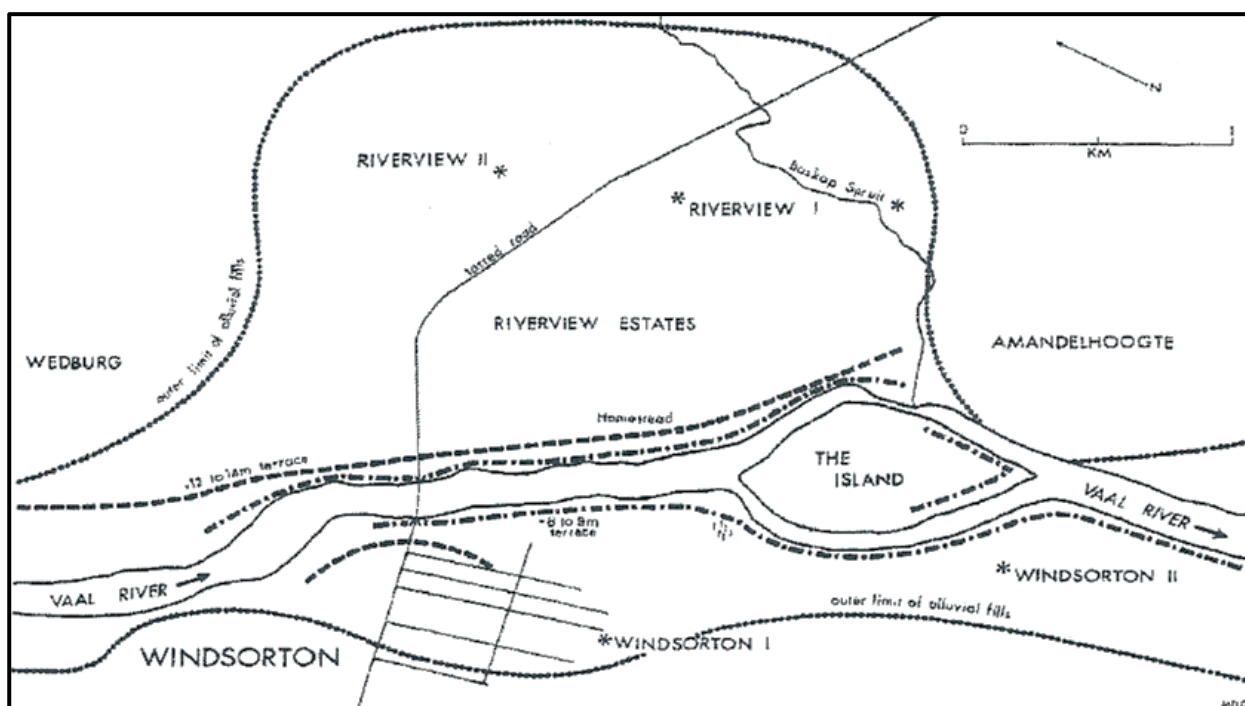 N
0 1
KM
RIVERVIEW II
Boskop Spruit
RIVERVIEW I
tarred road
outer limit of alluvial fills
RIVERVIEW ESTATES
WEDBURG
AMANDELHOOGTE
Homestead
+12 to 14m terrace
THE
ISLAND
VAAL RIVER
+8 to 9m
terrace
VAAL RIVER
WINDSORTON II
outer limit of alluvial fills
WINDSORTON I
WINDSORTON